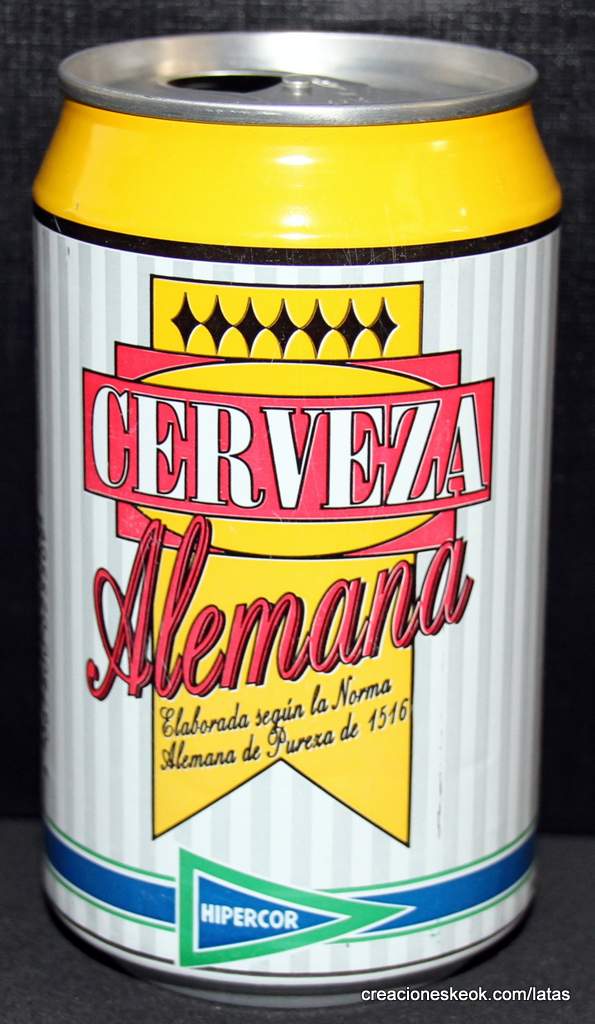 CERVEZA
Alemana
Elaborada según la Norma
Alemana de Pureza de 1516
HIPERCOR
creacioneskeok.com/latas